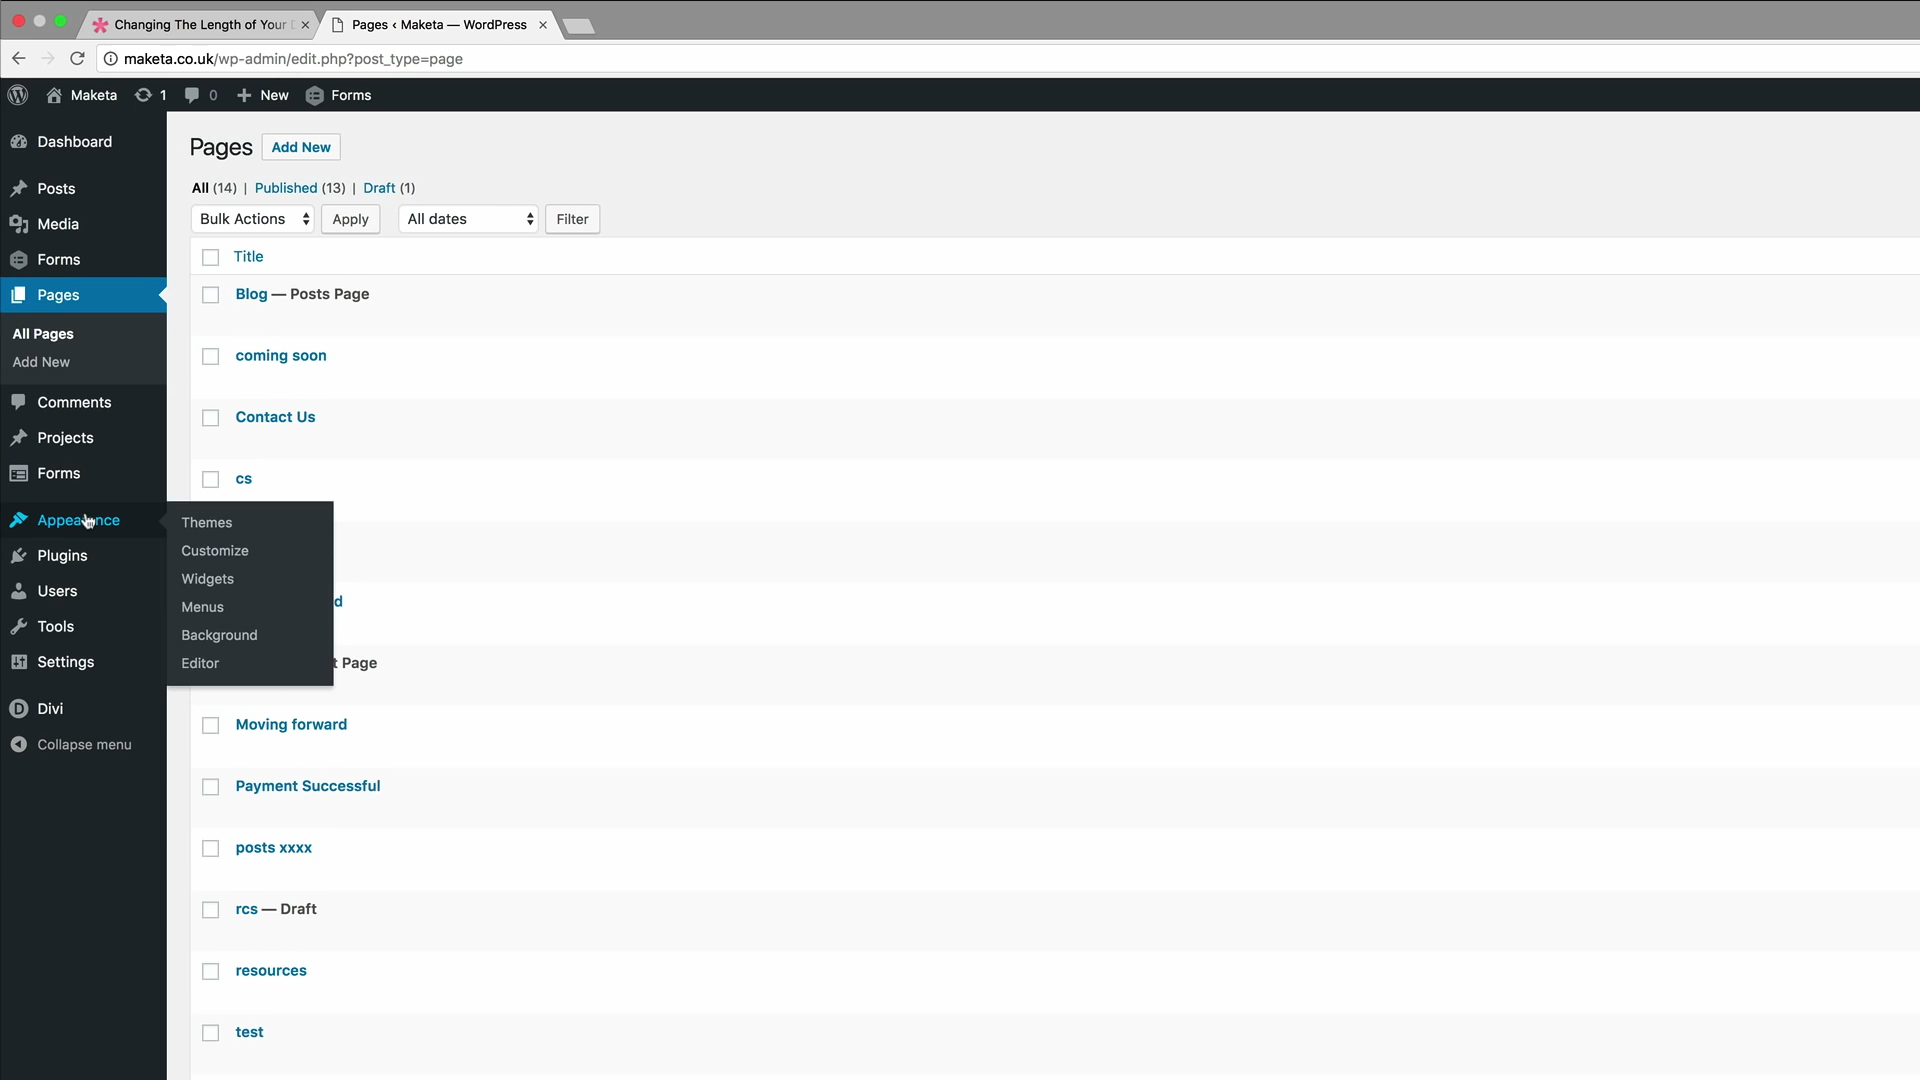 Changing The Length of Your
Pages ‹ Maketa — WordPress
maketa.co.uk/wp-admin/edit.php?post_type=page
Maketa 1 0 New Forms
Dashboard
Posts
Media
Forms
Pages
All Pages
Add New
Comments
Projects
Forms
Appearance
Plugins
Users
Tools
Settings
Divi
Collapse menu
Themes
Customize
Widgets
Menus
Background
Editor
Pages Add New
All (14) | Published (13) | Draft (1)
Bulk Actions Apply All dates Filter
Title
Blog — Posts Page
coming soon
Contact Us
cs
d
t Page
Moving forward
Payment Successful
posts xxxx
rcs — Draft
resources
test